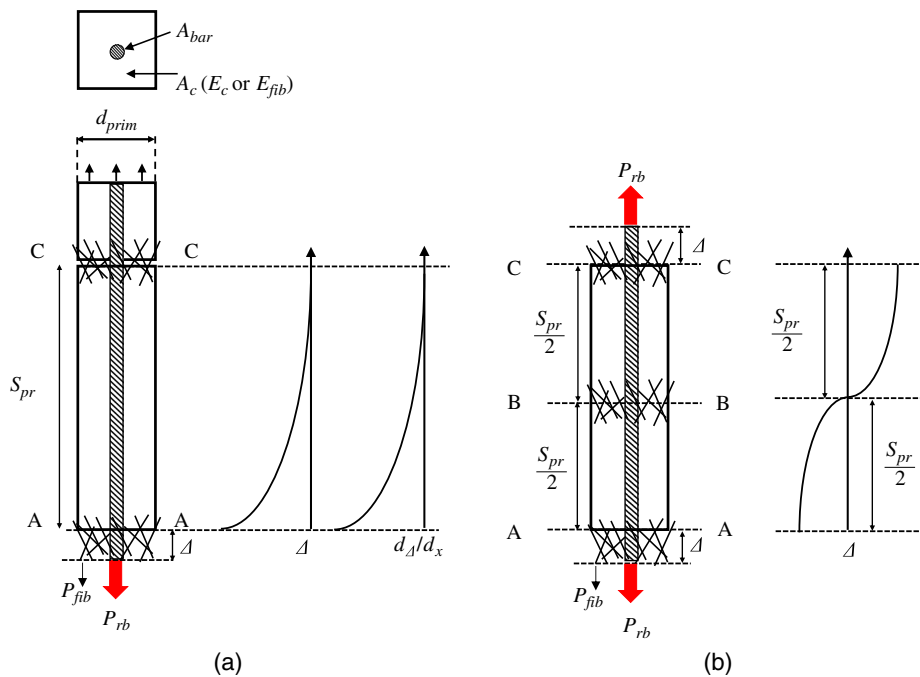 A_bar
A_c (E_c or E_fib)
d_prim
C
C
S_pr
A
A
Δ
Δ
d_Δ/d_x
P_fib
P_rb
(a)
P_rb
Δ
C
C
S_pr
2
S_pr
2
B
B
S_pr
2
S_pr
2
A
A
Δ
Δ
P_fib
P_rb
(b)